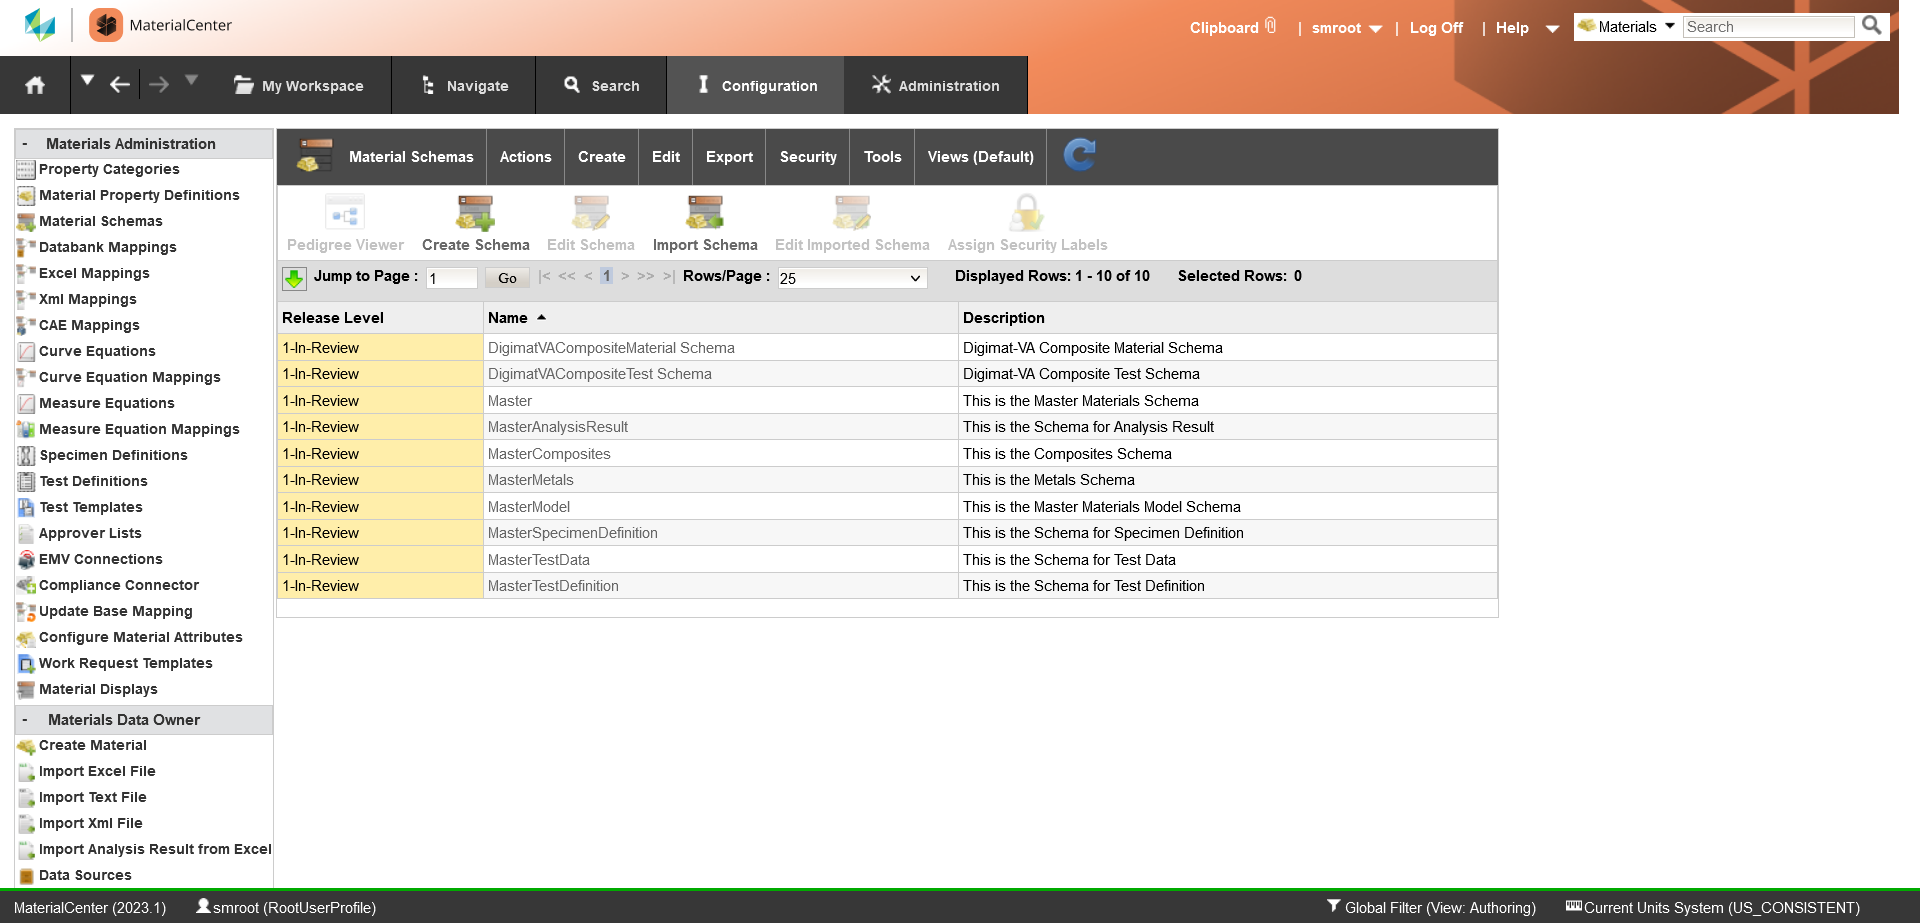 MaterialCenter
Clipboard | smroot | Log Off | Help
Materials Search
My Workspace Navigate Search Configuration Administration
- Materials Administration
Property Categories
Material Property Definitions
Material Schemas
Databank Mappings
Excel Mappings
Xml Mappings
CAE Mappings
Curve Equations
Curve Equation Mappings
Measure Equations
Measure Equation Mappings
Specimen Definitions
Test Definitions
Test Templates
Approver Lists
EMV Connections
Compliance Connector
Update Base Mapping
Configure Material Attributes
Work Request Templates
Material Displays
- Materials Data Owner
Create Material
Import Excel File
Import Text File
Import Xml File
Import Analysis Result from Excel
Data Sources
Material Schemas Actions Create Edit Export Security Tools Views (Default)
Pedigree Viewer Create Schema Edit Schema Import Schema Edit Imported Schema Assign Security Labels
Jump to Page : 1 Go |< << < 1 > >> >| Rows/Page : 25 Displayed Rows: 1 - 10 of 10 Selected Rows: 0
Release Level Name Description
1-In-Review DigimatVACompositeMaterial Schema Digimat-VA Composite Material Schema
1-In-Review DigimatVACompositeTest Schema Digimat-VA Composite Test Schema
1-In-Review Master This is the Master Materials Schema
1-In-Review MasterAnalysisResult This is the Schema for Analysis Result
1-In-Review MasterComposites This is the Composites Schema
1-In-Review MasterMetals This is the Metals Schema
1-In-Review MasterModel This is the Master Materials Model Schema
1-In-Review MasterSpecimenDefinition This is the Schema for Specimen Definition
1-In-Review MasterTestData This is the Schema for Test Data
1-In-Review MasterTestDefinition This is the Schema for Test Definition
MaterialCenter (2023.1) smroot (RootUserProfile) Global Filter (View: Authoring) Current Units System (US_CONSISTENT)